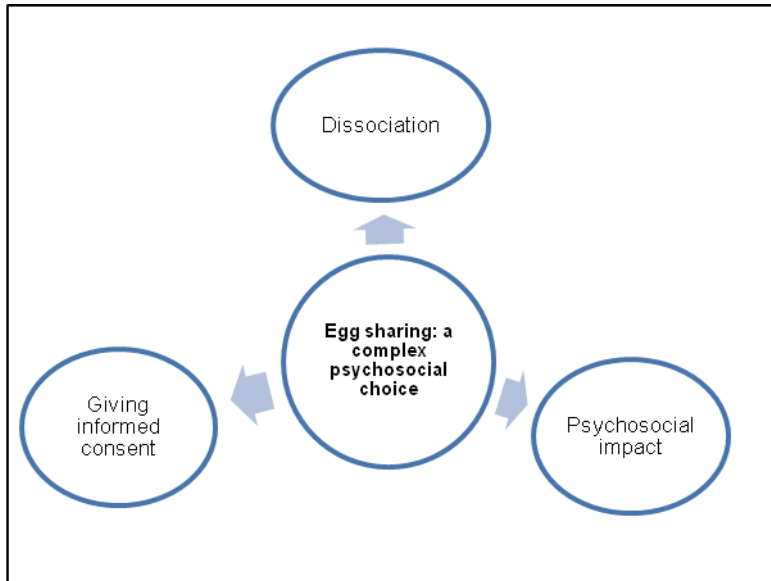 Dissociation
Egg sharing: a
complex
psychosocial
choice
Giving
informed
consent
Psychosocial
impact